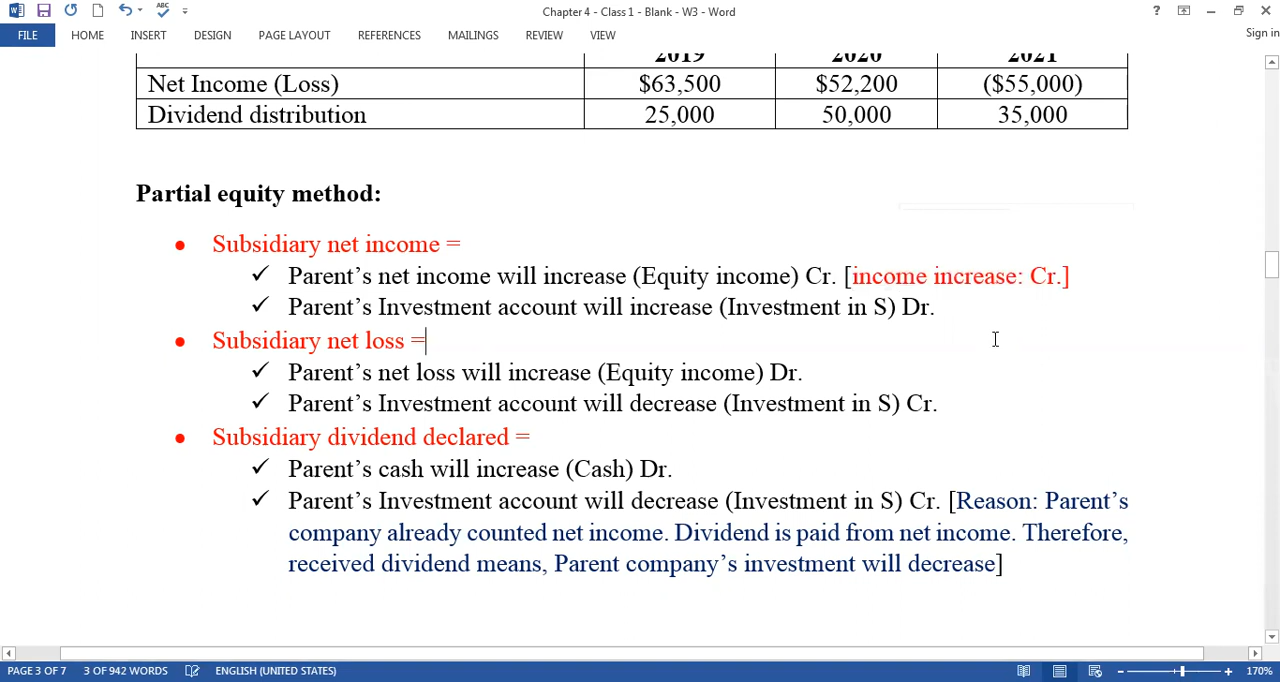 Chapter 4 - Class 1 - Blank - W3 - Word
?
Sign in
FILE HOME INSERT DESIGN PAGE LAYOUT REFERENCES MAILINGS REVIEW VIEW
2019 2020 2021
Net Income (Loss) $63,500 $52,200 ($55,000)
Dividend distribution 25,000 50,000 35,000
Partial equity method:
• Subsidiary net income =
✓ Parent's net income will increase (Equity income) Cr. [income increase: Cr.]
✓ Parent's Investment account will increase (Investment in S) Dr.
• Subsidiary net loss =
✓ Parent's net loss will increase (Equity income) Dr.
✓ Parent's Investment account will decrease (Investment in S) Cr.
• Subsidiary dividend declared =
✓ Parent's cash will increase (Cash) Dr.
✓ Parent's Investment account will decrease (Investment in S) Cr. [Reason: Parent's
company already counted net income. Dividend is paid from net income. Therefore,
received dividend means, Parent company's investment will decrease]
PAGE 3 OF 7 3 OF 942 WORDS ENGLISH (UNITED STATES) 170%